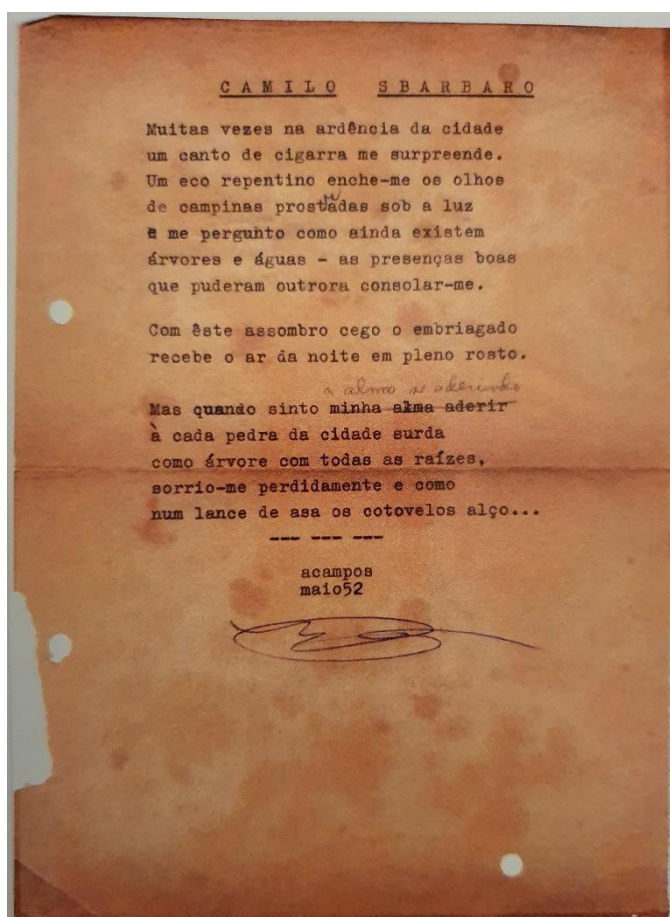 CAMILO SBARBARO
Muitas vezes na ardência da cidade
um canto de cigarra me surpreende.
Um eco repentino enche-me os olhos
de campinas prostradas sob a luz
e me pergunto como ainda existem
árvores e águas - as presenças boas
que puderam outrora consolar-me.
Com êste assombro cego o embriagado
recebe o ar da noite em pleno rosto.
a alma se aderindo
Mas quando sinto minha alma aderir
à cada pedra da cidade surda
como árvore com todas as raízes,
sorrio-me perdidamente e como
num lance de asa os cotovelos alço...
--- --- ---
acampos
maio52